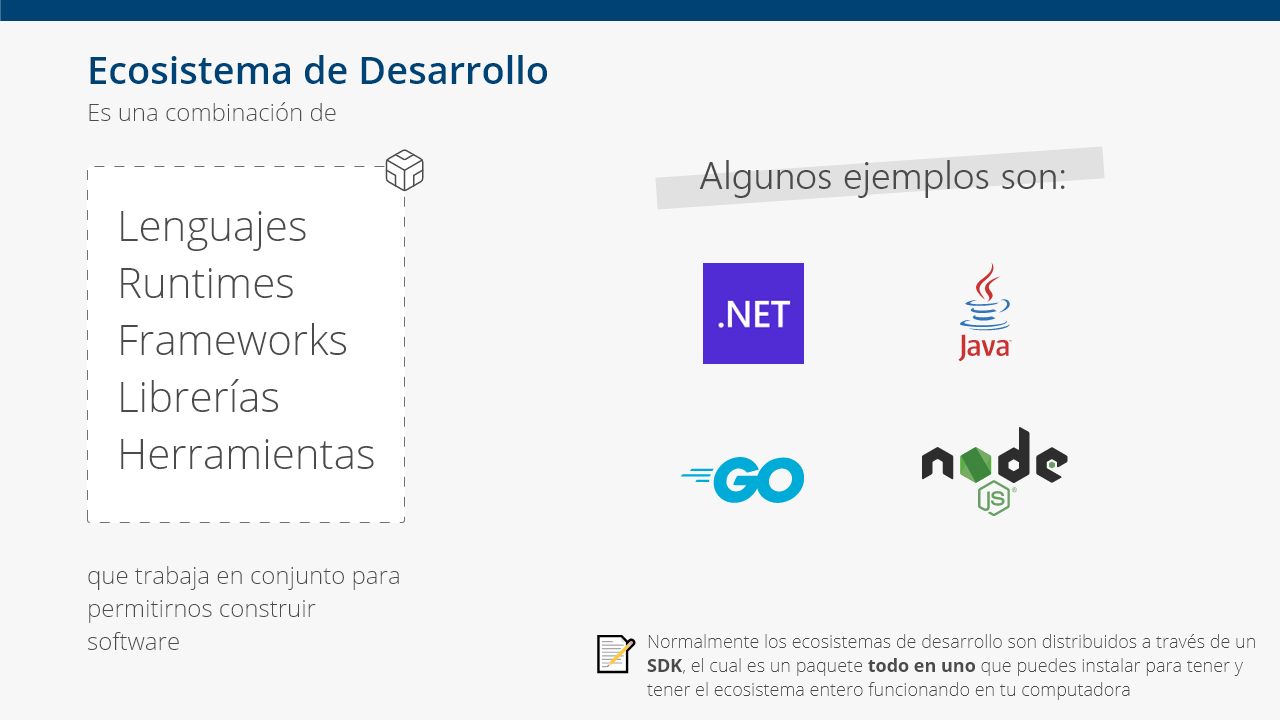 Ecosistema de Desarrollo
Es una combinación de
Lenguajes
Runtimes
Frameworks
Librerías
Herramientas
que trabaja en conjunto para
permitirnos construir
software
Algunos ejemplos son:
.NET
Java
GO
node
JS
Normalmente los ecosistemas de desarrollo son distribuidos a través de un
SDK, el cual es un paquete todo en uno que puedes instalar para tener y
tener el ecosistema entero funcionando en tu computadora